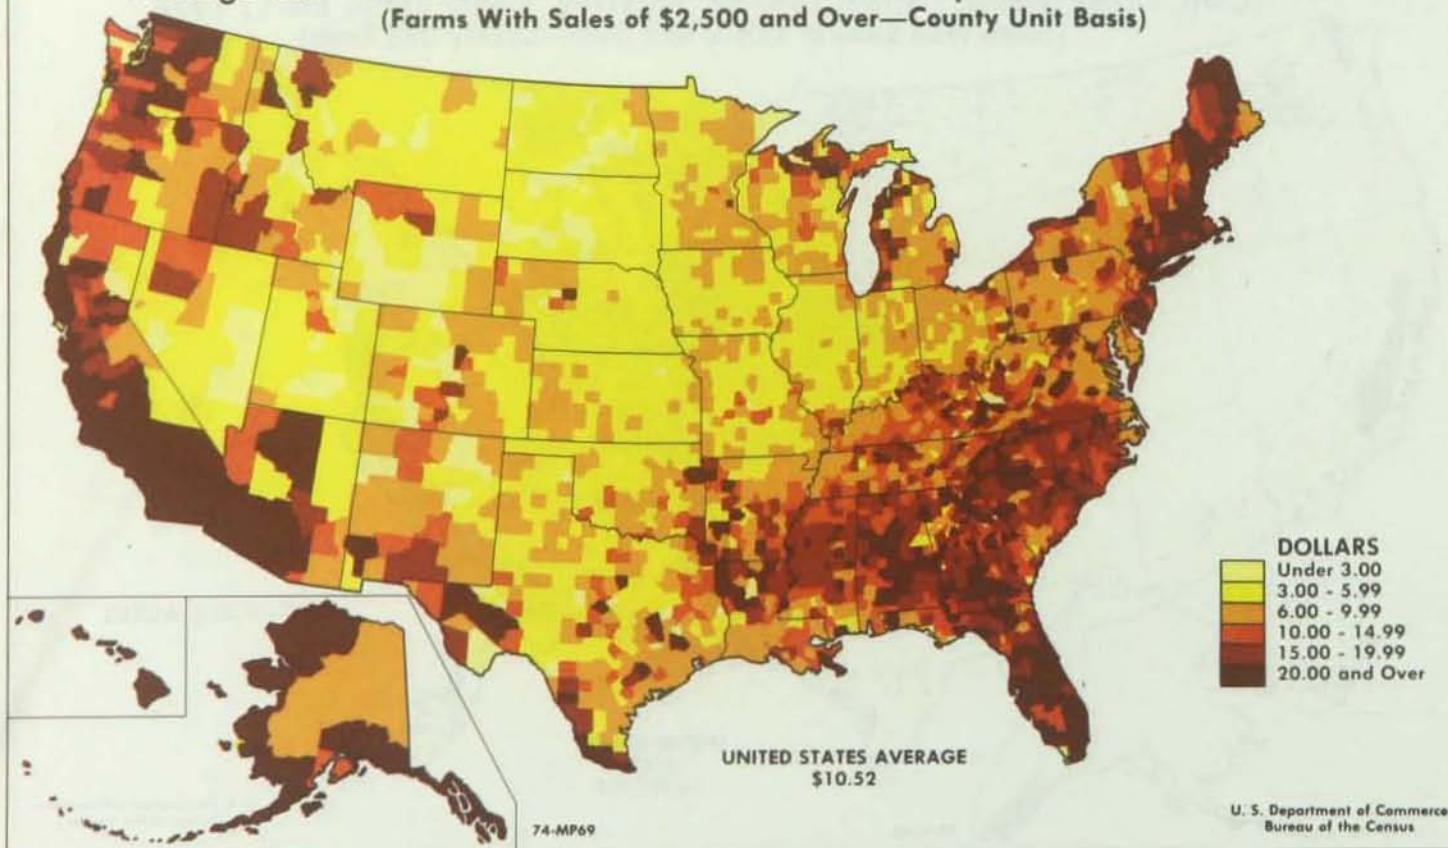 (Farms With Sales of $2,500 and Over—County Unit Basis)
DOLLARS
Under 3.00
3.00 - 5.99
6.00 - 9.99
10.00 - 14.99
15.00 - 19.99
20.00 and Over
UNITED STATES AVERAGE
$10.52
74-MP69
U. S. Department of Commerce
Bureau of the Census